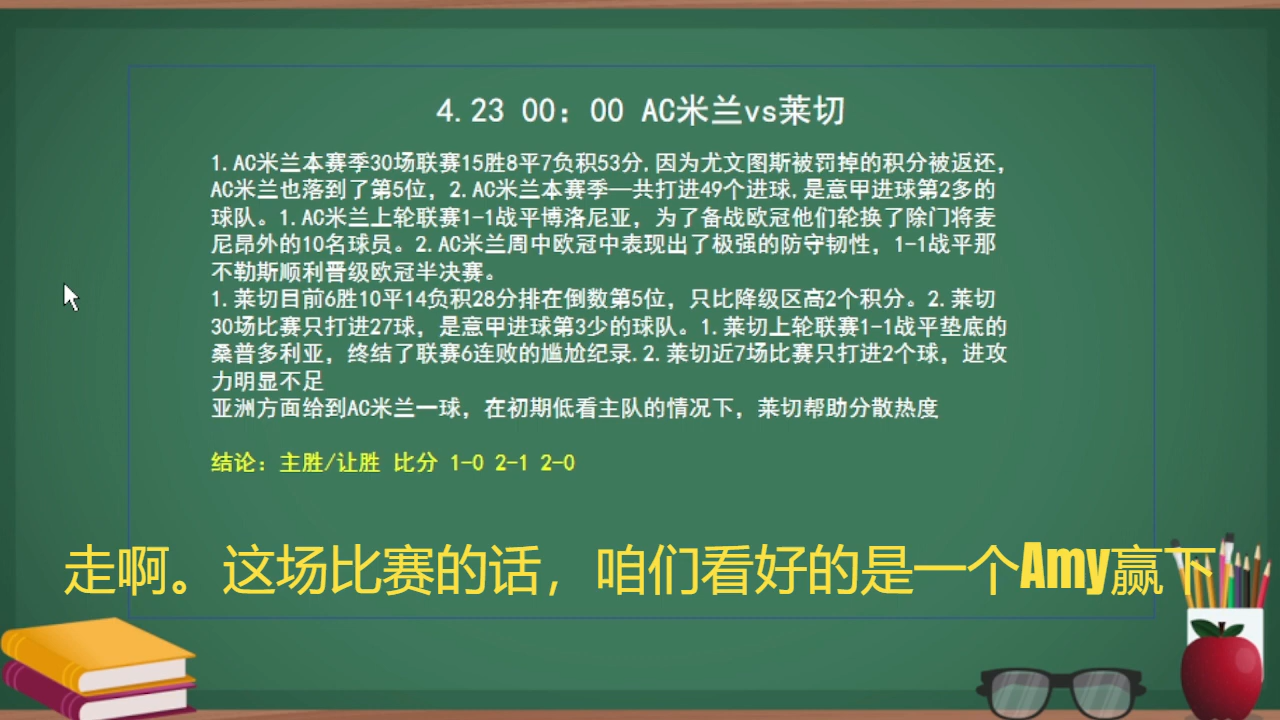 4.23 00：00 AC米兰vs莱切
1.AC米兰本赛季30场联赛15胜8平7负积53分,因为尤文图斯被罚掉的积分被返还，
AC米兰也落到了第5位，2.AC米兰本赛季一共打进49个进球,是意甲进球第2多的
球队。1.AC米兰上轮联赛1-1战平博洛尼亚，为了备战欧冠他们轮换了除门将麦
尼昂外的10名球员。2.AC米兰周中欧冠中表现出了极强的防守韧性，1-1战平那
不勒斯顺利晋级欧冠半决赛。
1.莱切目前6胜10平14负积28分排在倒数第5位，只比降级区高2个积分。2.莱切
30场比赛只打进27球，是意甲进球第3少的球队。1.莱切上轮联赛1-1战平垫底的
桑普多利亚，终结了联赛6连败的尴尬纪录.2.莱切近7场比赛只打进2个球，进攻
力明显不足
亚洲方面给到AC米兰一球，在初期低看主队的情况下，莱切帮助分散热度
结论：主胜/让胜 比分 1-0 2-1 2-0
走啊。这场比赛的话，咱们看好的是一个Amy赢下